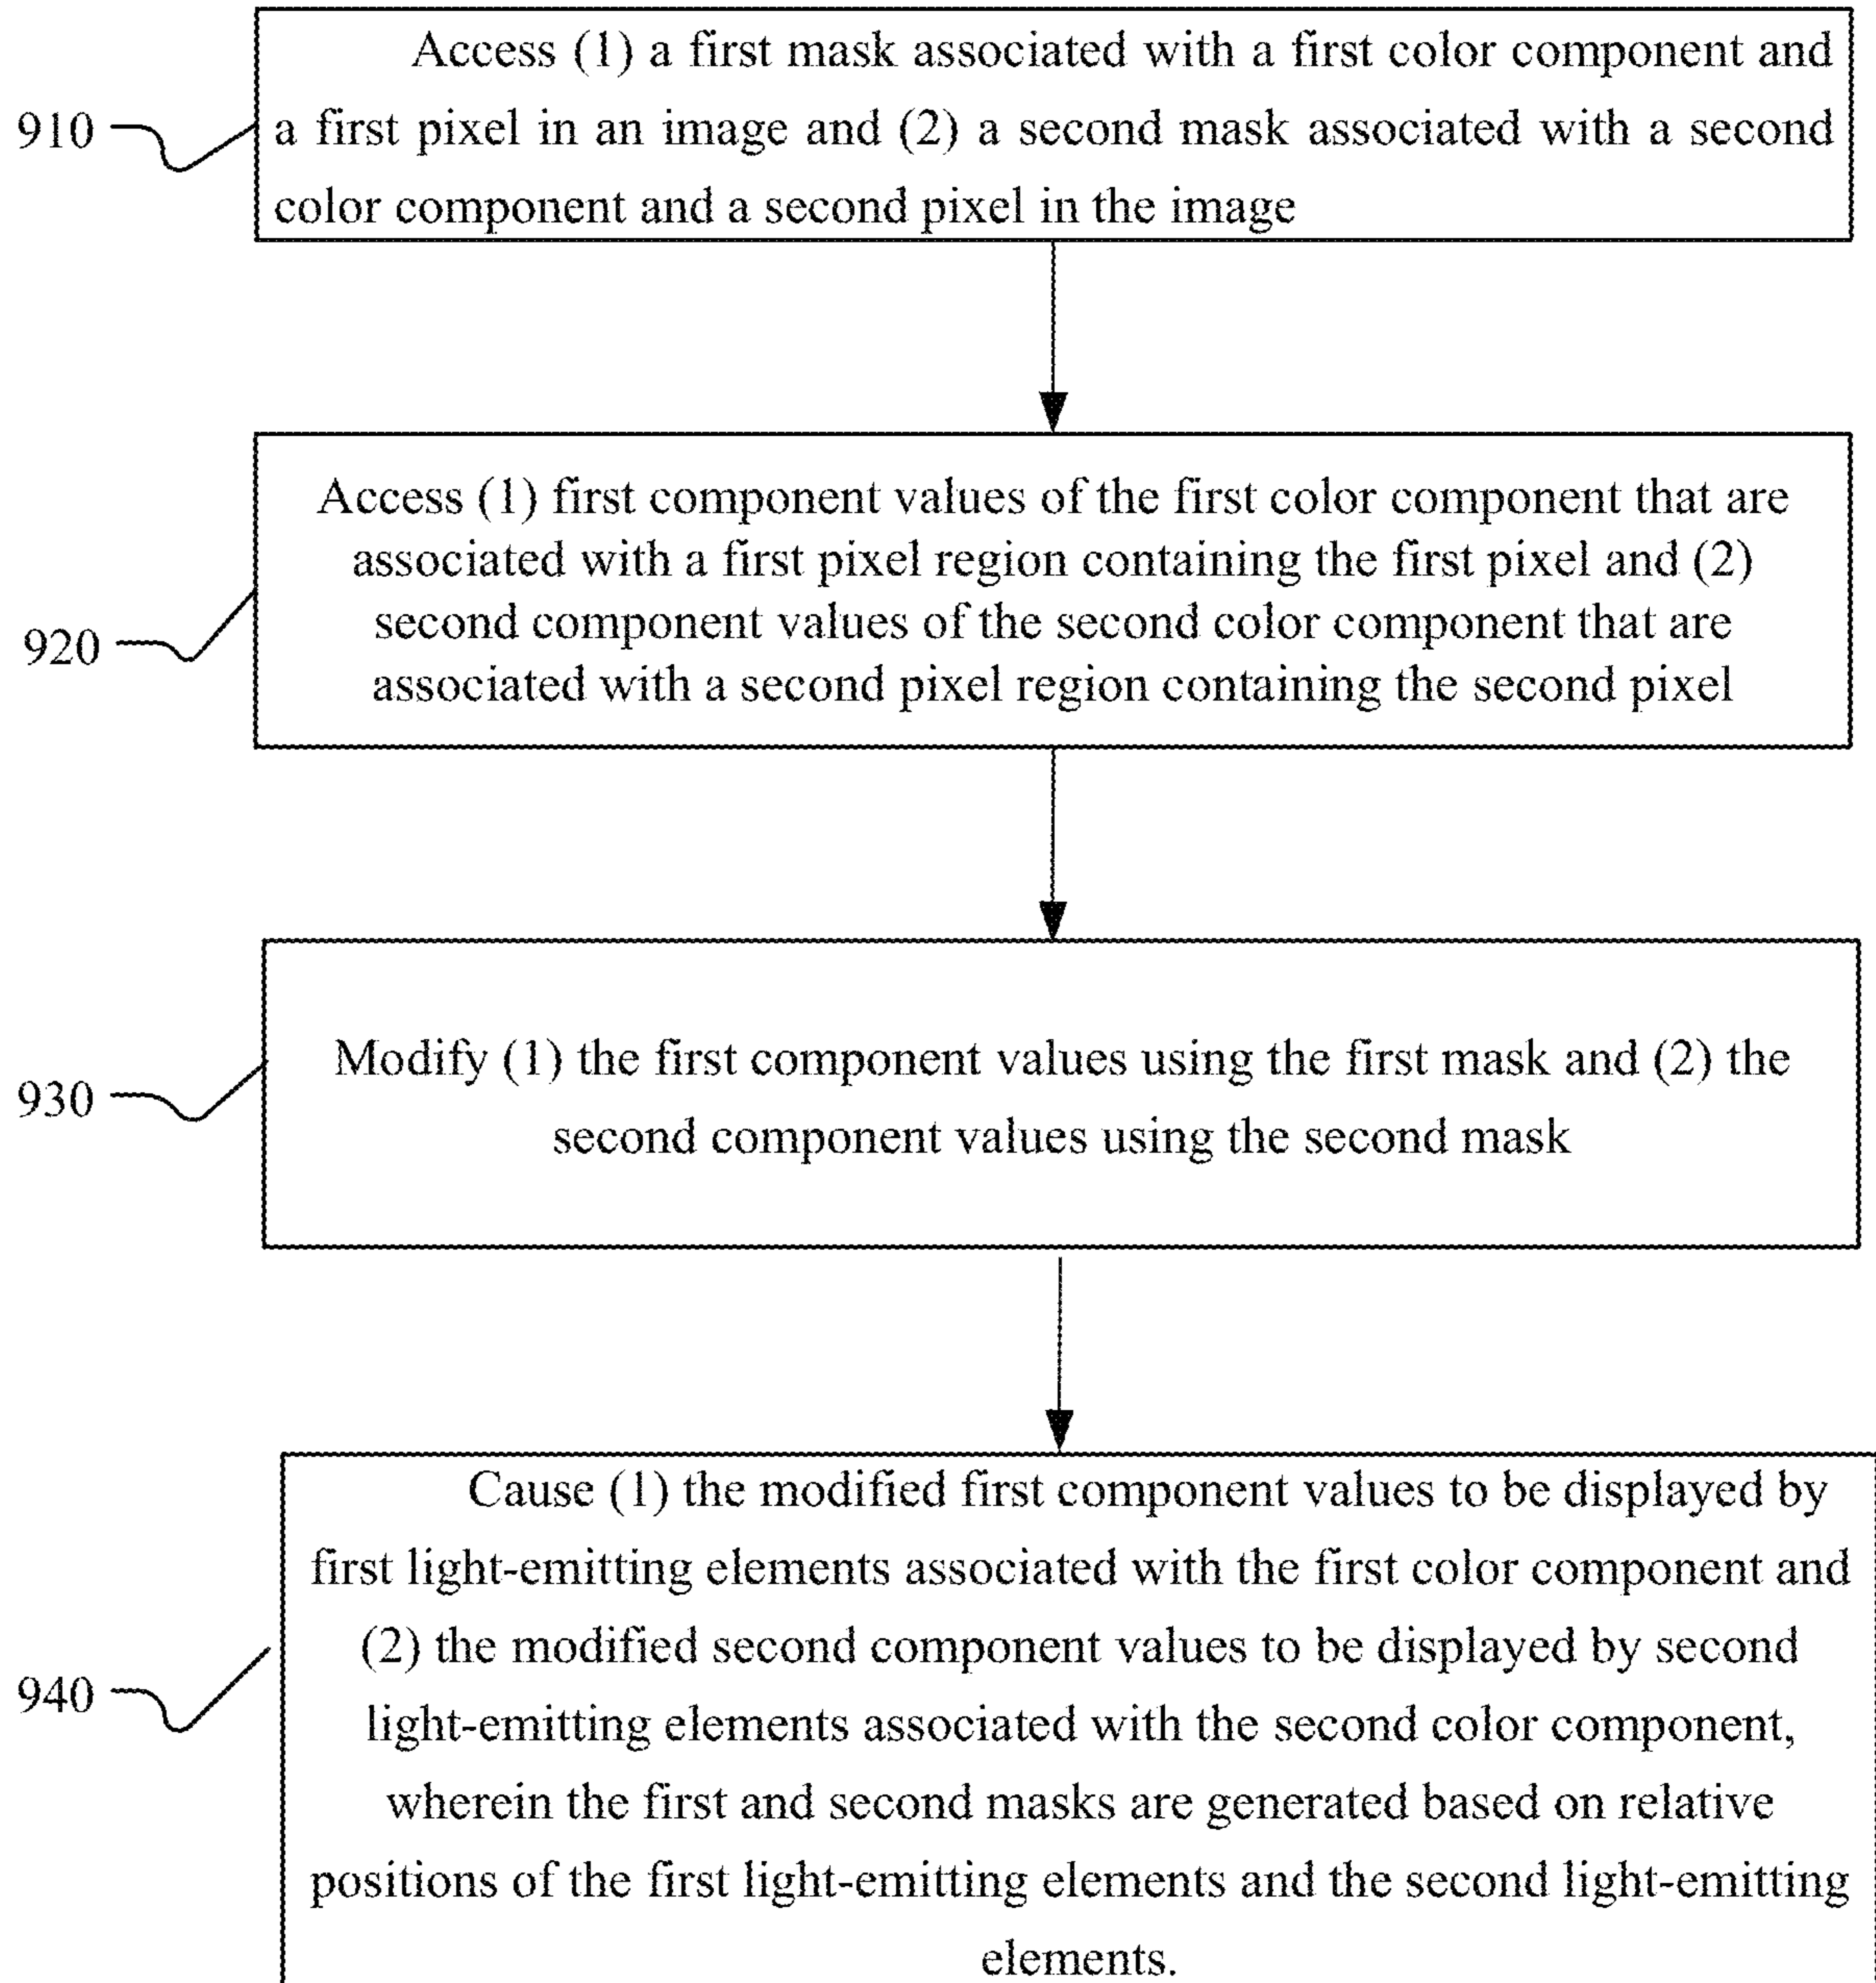 Access (1) a first mask associated with a first color component and
910
a first pixel in an image and (2) a second mask associated with a second
color component and a second pixel in the image
Access (1) first component values of the first color component that are
associated with a first pixel region containing the first pixel and (2)
second component values of the second color component that are
920
associated with a second pixel region containing the second pixel
Modify (1) the first component values using the first mask and (2) the
930
second component values using the second mask
Cause (1) the modified first component values to be displayed by
first light-emitting elements associated with the first color component and
(2) the modified second component values to be displayed by second
940
light-emitting elements associated with the second color component,
wherein the first and second masks are generated based on relative
positions of the first light-emitting elements and the second light-emitting
elements.